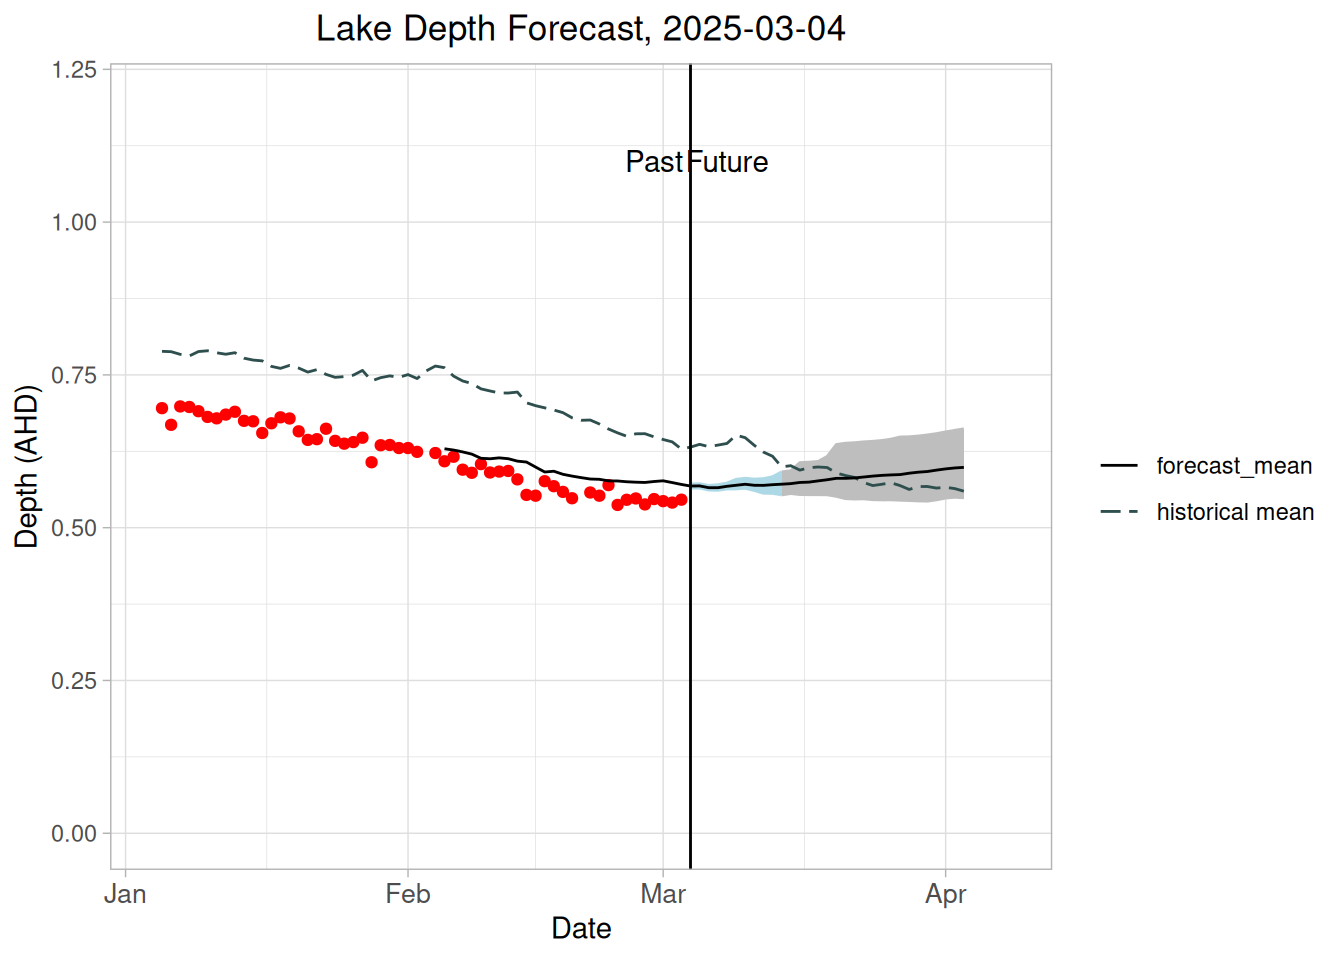 Lake Depth Forecast, 2025-03-04
1.25
1.00
0.75
0.50
0.25
0.00
Depth (AHD)
Past Future
Jan Feb Mar Apr
Date
forecast_mean
historical mean